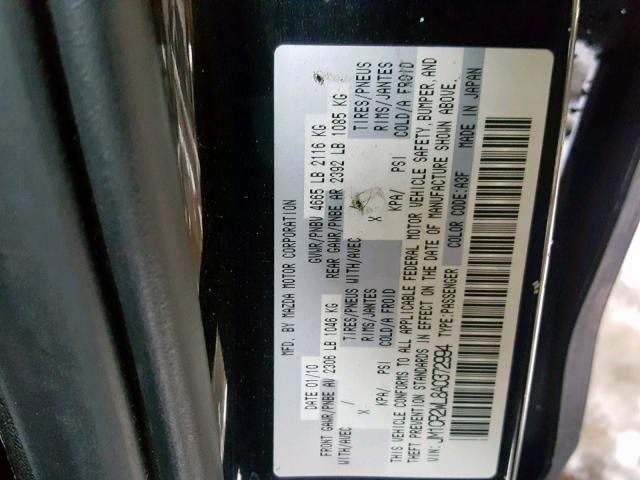 MFD. BY MAZDA MOTOR CORPORATION
DATE 01/10 GVWR/PNBV 4665 LB 2116 KG
FRONT GAWR/PNBE AV 2306 LB 1046 KG REAR GAWR/PNBE AR 2392 LB 1085 KG
WITH/AVEC / TIRES/PNEUS WITH/AVEC TIRES/PNEUS
X RIMS/JANTES X RIMS/JANTES
KPA/ PSI COLD/A FROID KPA/ PSI COLD/A FROID
THIS VEHICLE CONFORMS TO ALL APPLICABLE FEDERAL MOTOR VEHICLE SAFETY, BUMPER, AND
THEFT PREVENTION STANDARDS IN EFFECT ON THE DATE OF MANUFACTURE SHOWN ABOVE.
VIN: JM1CR2WL8A0372994 TYPE:PASSENGER COLOR CODE:A3F MADE IN JAPAN